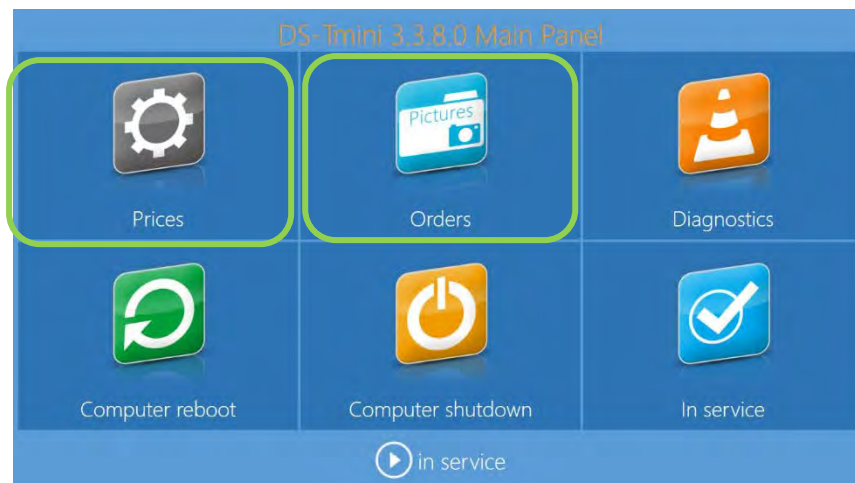 DS-Tmini 3.3.8.0 Main Panel
Pictures
Prices
Orders
Diagnostics
Computer reboot
Computer shutdown
In service
in service